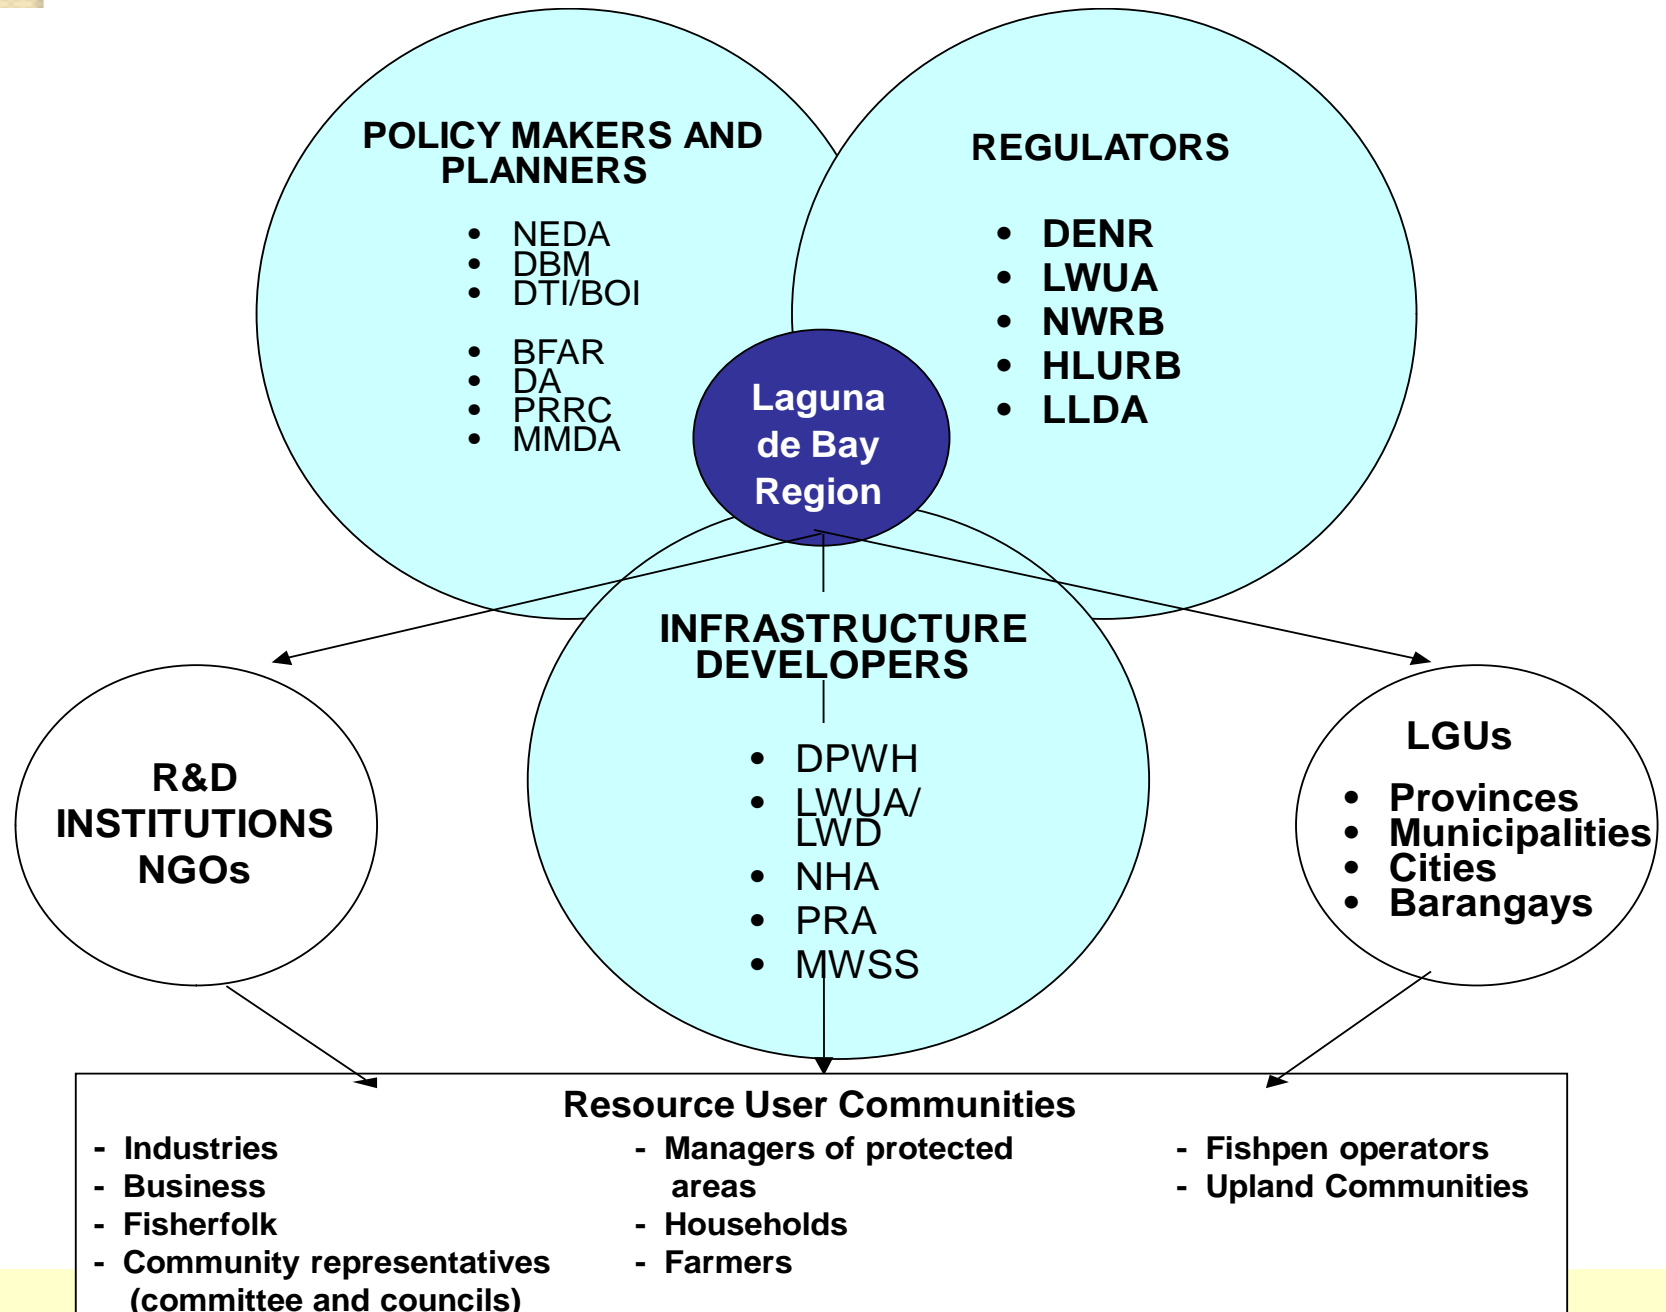 POLICY MAKERS AND
PLANNERS
• NEDA
• DBM
• DTI/BOI
• BFAR
• DA
• PRRC
• MMDA
REGULATORS
• DENR
• LWUA
• NWRB
• HLURB
• LLDA
Laguna
de Bay
Region
INFRASTRUCTURE
DEVELOPERS
• DPWH
• LWUA/
LWD
• NHA
• PRA
• MWSS
R&D
INSTITUTIONS
NGOs
LGUs
• Provinces
• Municipalities
• Cities
• Barangays
Resource User Communities
- Industries
- Business
- Fisherfolk
- Community representatives
(committee and councils)
- Managers of protected
areas
- Households
- Farmers
- Fishpen operators
- Upland Communities